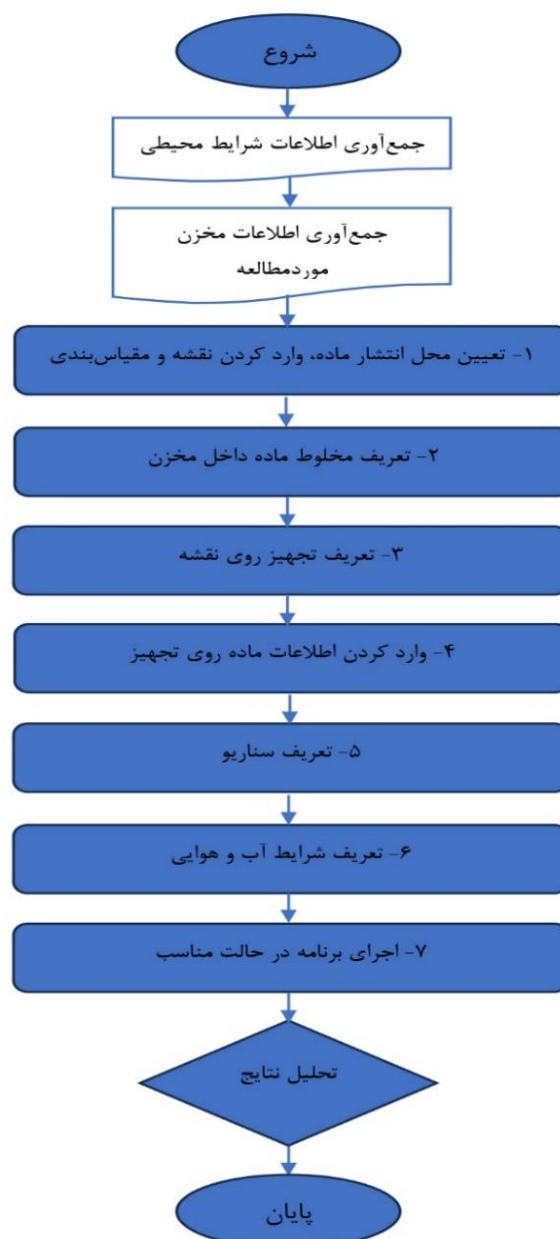 شروع
جمع‌آوری اطلاعات شرایط محیطی
جمع‌آوری اطلاعات مخزن
موردمطالعه
۱- تعیین محل انتشار ماده، وارد کردن نقشه و مقیاس‌بندی
۲- تعریف مخلوط ماده داخل مخزن
۳- تعریف تجهیز روی نقشه
۴- وارد کردن اطلاعات ماده روی تجهیز
۵- تعریف سناریو
۶- تعریف شرایط آب و هوایی
۷- اجرای برنامه در حالت مناسب
تحلیل نتایج
پایان